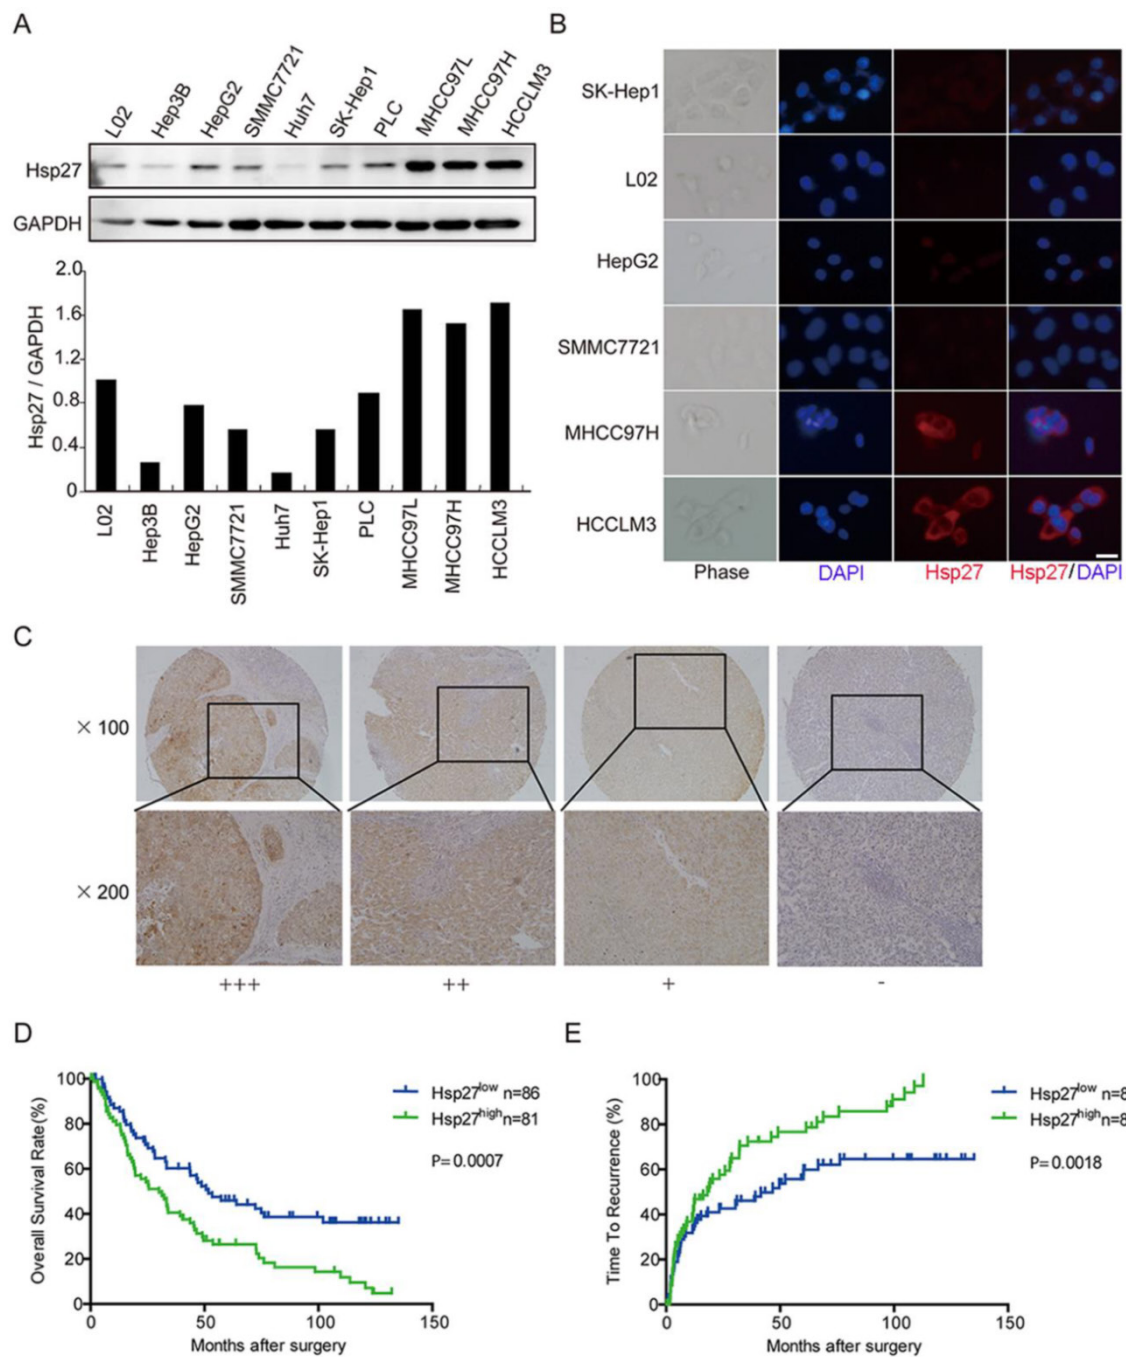 A
L02 Hep3B HepG2 SMMC7721 Huh7 SK-Hep1 PLC MHCC97L MHCC97H HCCLM3
Hsp27
GAPDH
Hsp27 / GAPDH
2.0
1.6
1.2
0.8
0.4
0
L02 Hep3B HepG2 SMMC7721 Huh7 SK-Hep1 PLC MHCC97L MHCC97H HCCLM3
B
SK-Hep1
L02
HepG2
SMMC7721
MHCC97H
HCCLM3
Phase DAPI Hsp27 Hsp27/DAPI
C
×100
×200
+++ ++ + -
D
Overall Survival Rate(%)
100
80
60
40
20
0
0 50 100 150
Months after surgery
Hsp27low n=86
Hsp27high n=81
P=0.0007
E
Time To Recurrence (%)
100
80
60
40
20
0
0 50 100 150
Months after surgery
Hsp27low n=8
Hsp27high n=8
P=0.0018